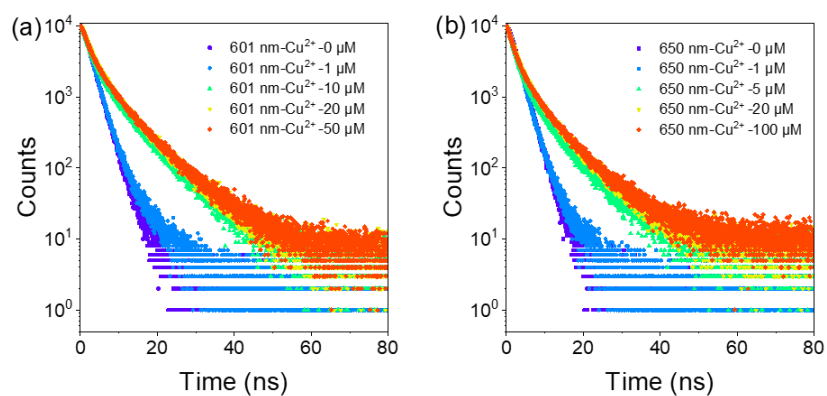 (a)
10⁴
10³
10²
10¹
10⁰
Counts
601 nm-Cu²⁺-0 μM
601 nm-Cu²⁺-1 μM
601 nm-Cu²⁺-10 μM
601 nm-Cu²⁺-20 μM
601 nm-Cu²⁺-50 μM
0 20 40 60 80
Time (ns)
(b)
10⁴
10³
10²
10¹
10⁰
Counts
650 nm-Cu²⁺-0 μM
650 nm-Cu²⁺-1 μM
650 nm-Cu²⁺-5 μM
650 nm-Cu²⁺-20 μM
650 nm-Cu²⁺-100 μM
0 10 20 30 40 50 60 70 80
Time (ns)